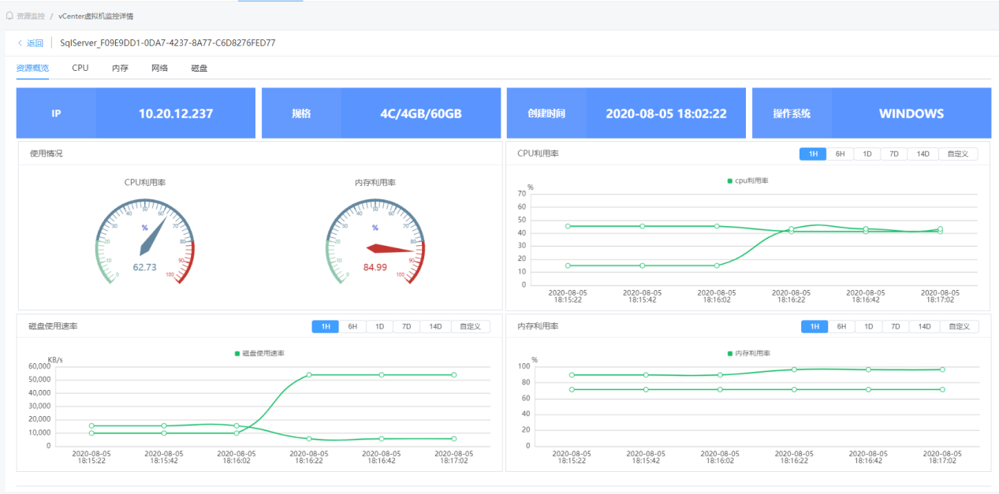 资源监控 / vCenter虚拟机监控详情
< 返回 SqlServer_F09E9DD1-0DA7-4237-8A77-C6D8276FED77
资源概览 CPU 内存 网络 磁盘
IP 10.20.12.237 规格 4C/4GB/60GB 创建时间 2020-08-05 18:02:22 操作系统 WINDOWS
使用情况
CPU利用率
0 10 20 30 40 50 60 70 80 90 100
%
62.73
内存利用率
0 10 20 30 40 50 60 70 80 90 100
%
84.99
CPU利用率 1H 6H 1D 7D 14D 自定义
cpu利用率
%
70
60
50
40
30
20
10
0
2020-08-05 2020-08-05 2020-08-05 2020-08-05 2020-08-05 2020-08-05
18:15:22 18:15:42 18:16:02 18:16:22 18:16:42 18:17:02
磁盘使用速率 1H 6H 1D 7D 14D 自定义
磁盘使用速率
KB/s
60,000
50,000
40,000
30,000
20,000
10,000
0
2020-08-05 2020-08-05 2020-08-05 2020-08-05 2020-08-05 2020-08-05
18:15:22 18:15:42 18:16:02 18:16:22 18:16:42 18:17:02
内存利用率 1H 6H 1D 7D 14D 自定义
内存利用率
%
100
80
60
40
20
0
2020-08-05 2020-08-05 2020-08-05 2020-08-05 2020-08-05 2020-08-05
18:15:22 18:15:42 18:16:02 18:16:22 18:16:42 18:17:02